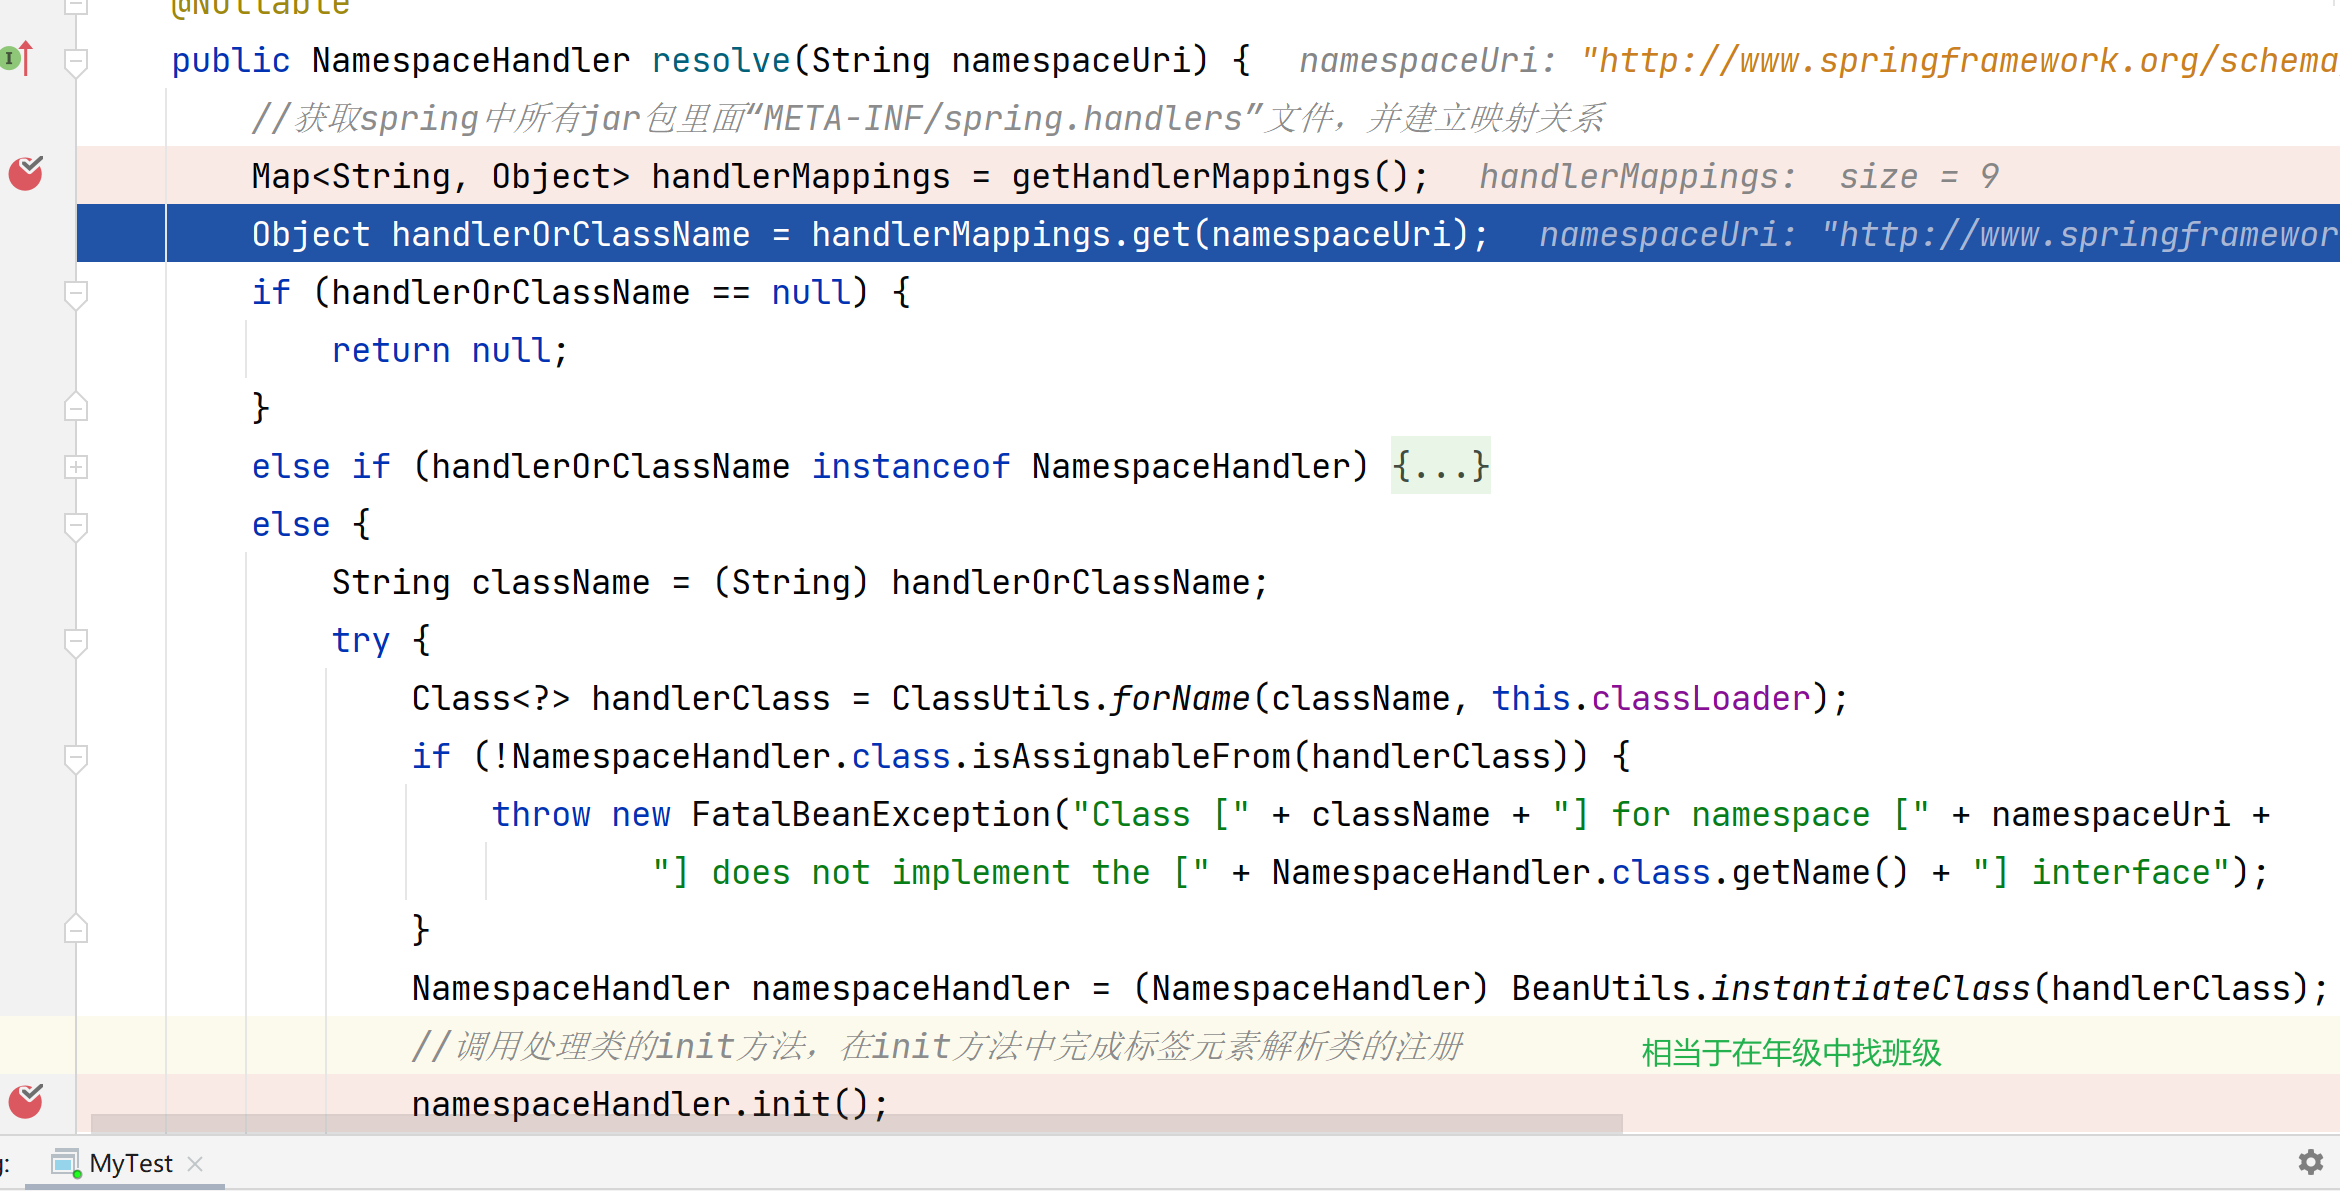 @Nullable
public NamespaceHandler resolve(String namespaceUri) {   namespaceUri: "http://www.springframework.org/schema
//获取spring中所有jar包里面“META-INF/spring.handlers”文件，并建立映射关系
Map<String, Object> handlerMappings = getHandlerMappings();   handlerMappings:  size = 9
Object handlerOrClassName = handlerMappings.get(namespaceUri);   namespaceUri: "http://www.springframewor
if (handlerOrClassName == null) {
return null;
}
else if (handlerOrClassName instanceof NamespaceHandler) {...}
else {
String className = (String) handlerOrClassName;
try {
Class<?> handlerClass = ClassUtils.forName(className, this.classLoader);
if (!NamespaceHandler.class.isAssignableFrom(handlerClass)) {
throw new FatalBeanException("Class [" + className + "] for namespace [" + namespaceUri +
"] does not implement the [" + NamespaceHandler.class.getName() + "] interface");
}
NamespaceHandler namespaceHandler = (NamespaceHandler) BeanUtils.instantiateClass(handlerClass);
//调用处理类的init方法，在init方法中完成标签元素解析类的注册   相当于在年级中找班级
namespaceHandler.init();
MyTest